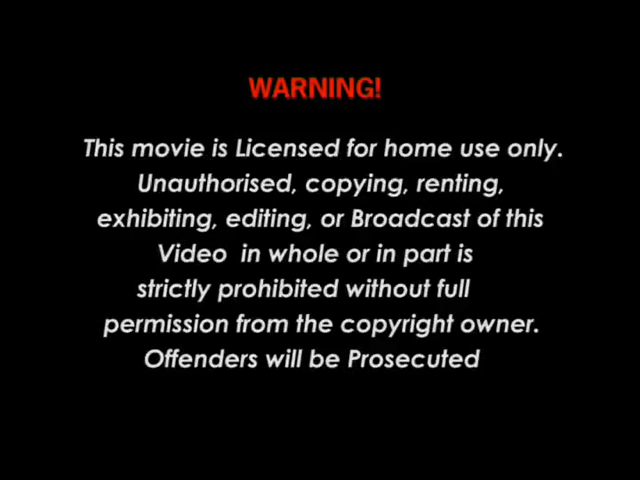 WARNING!
This movie is Licensed for home use only.
Unauthorised, copying, renting,
exhibiting, editing, or Broadcast of this
Video  in whole or in part is
strictly prohibited without full
permission from the copyright owner.
Offenders will be Prosecuted